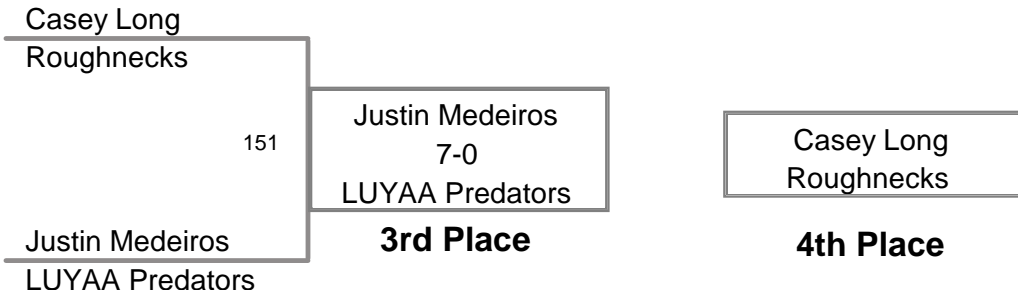 Casey Long
Roughnecks
151
Justin Medeiros
7-0
LUYAA Predators
3rd Place
Casey Long
Roughnecks
4th Place
Justin Medeiros
LUYAA Predators